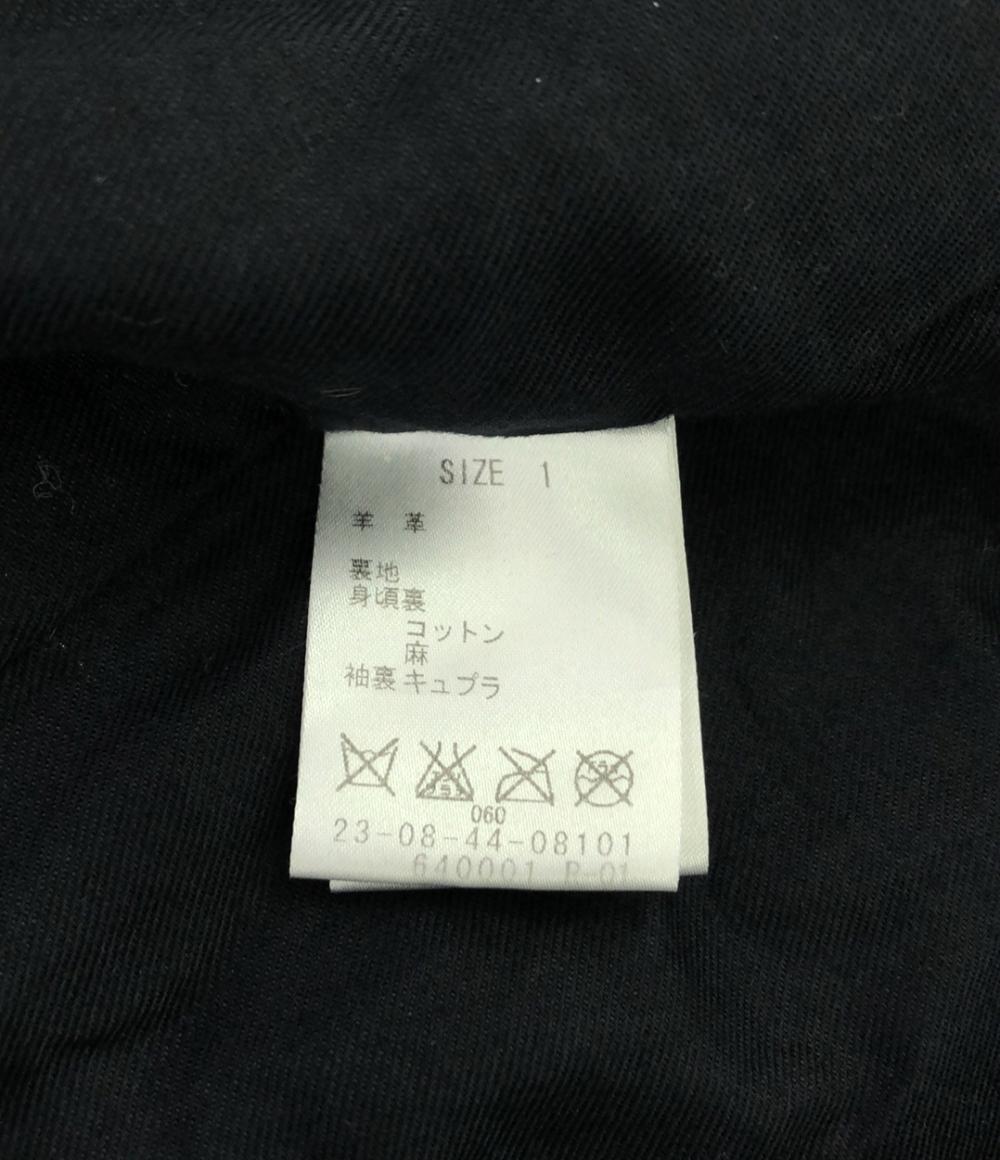 SIZE 1
羊 革
裏地
身頃裏
コットン
麻
袖裏 キュプラ
060
23-08-44-08101
640001 R-01